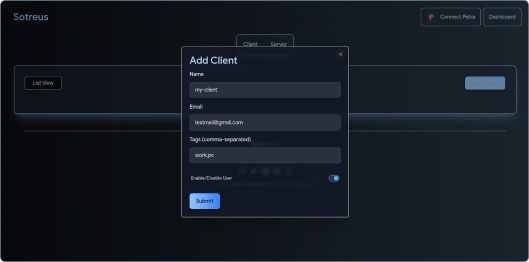 Sotreus
Connect Petra
Dashboard
Client
Server
List View
Add Client
Name
my-client
Email
testmail@gmail.com
Tags (comma-separated)
work,pc
Enable/Disable User
Submit